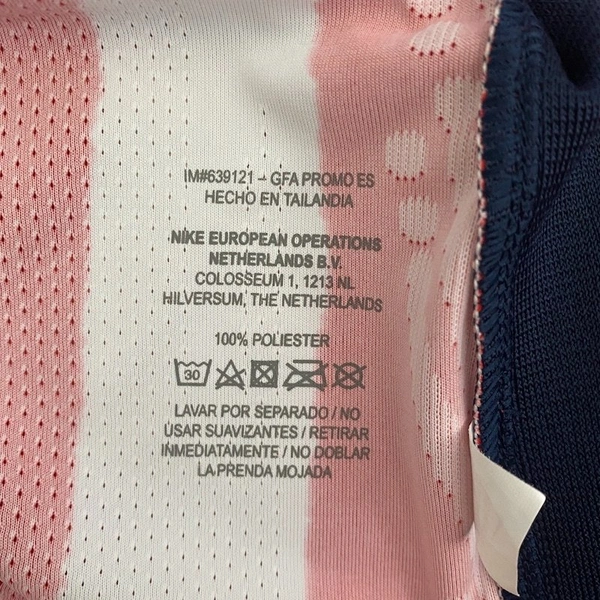 IM#639121 – GFA PROMO ES
HECHO EN TAILANDIA
NIKE EUROPEAN OPERATIONS
NETHERLANDS B.V.
COLOSSEUM 1, 1213 NL
HILVERSUM, THE NETHERLANDS
100% POLIESTER
30
LAVAR POR SEPARADO / NO
USAR SUAVIZANTES / RETIRAR
INMEDIATAMENTE / NO DOBLAR
LA PRENDA MOJADA